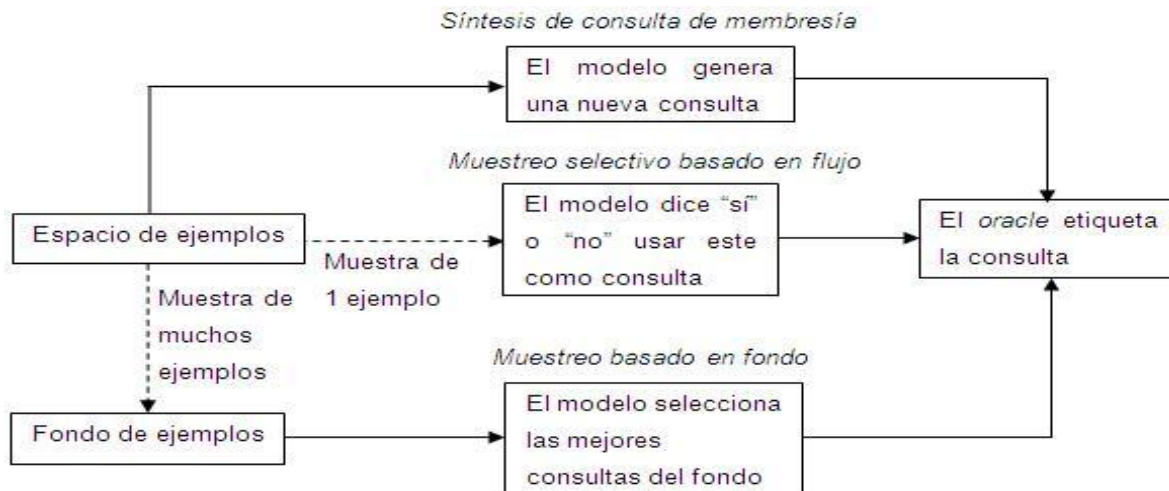 Síntesis de consulta de membresía
El modelo genera
una nueva consulta
Muestreo selectivo basado en flujo
El modelo dice “sí”
o “no” usar este
como consulta
Espacio de ejemplos
Muestra de
1 ejemplo
El oracle etiqueta
la consulta
Muestra de
muchos
ejemplos
Muestreo basado en fondo
Fondo de ejemplos
El modelo selecciona
las mejores
consultas del fondo